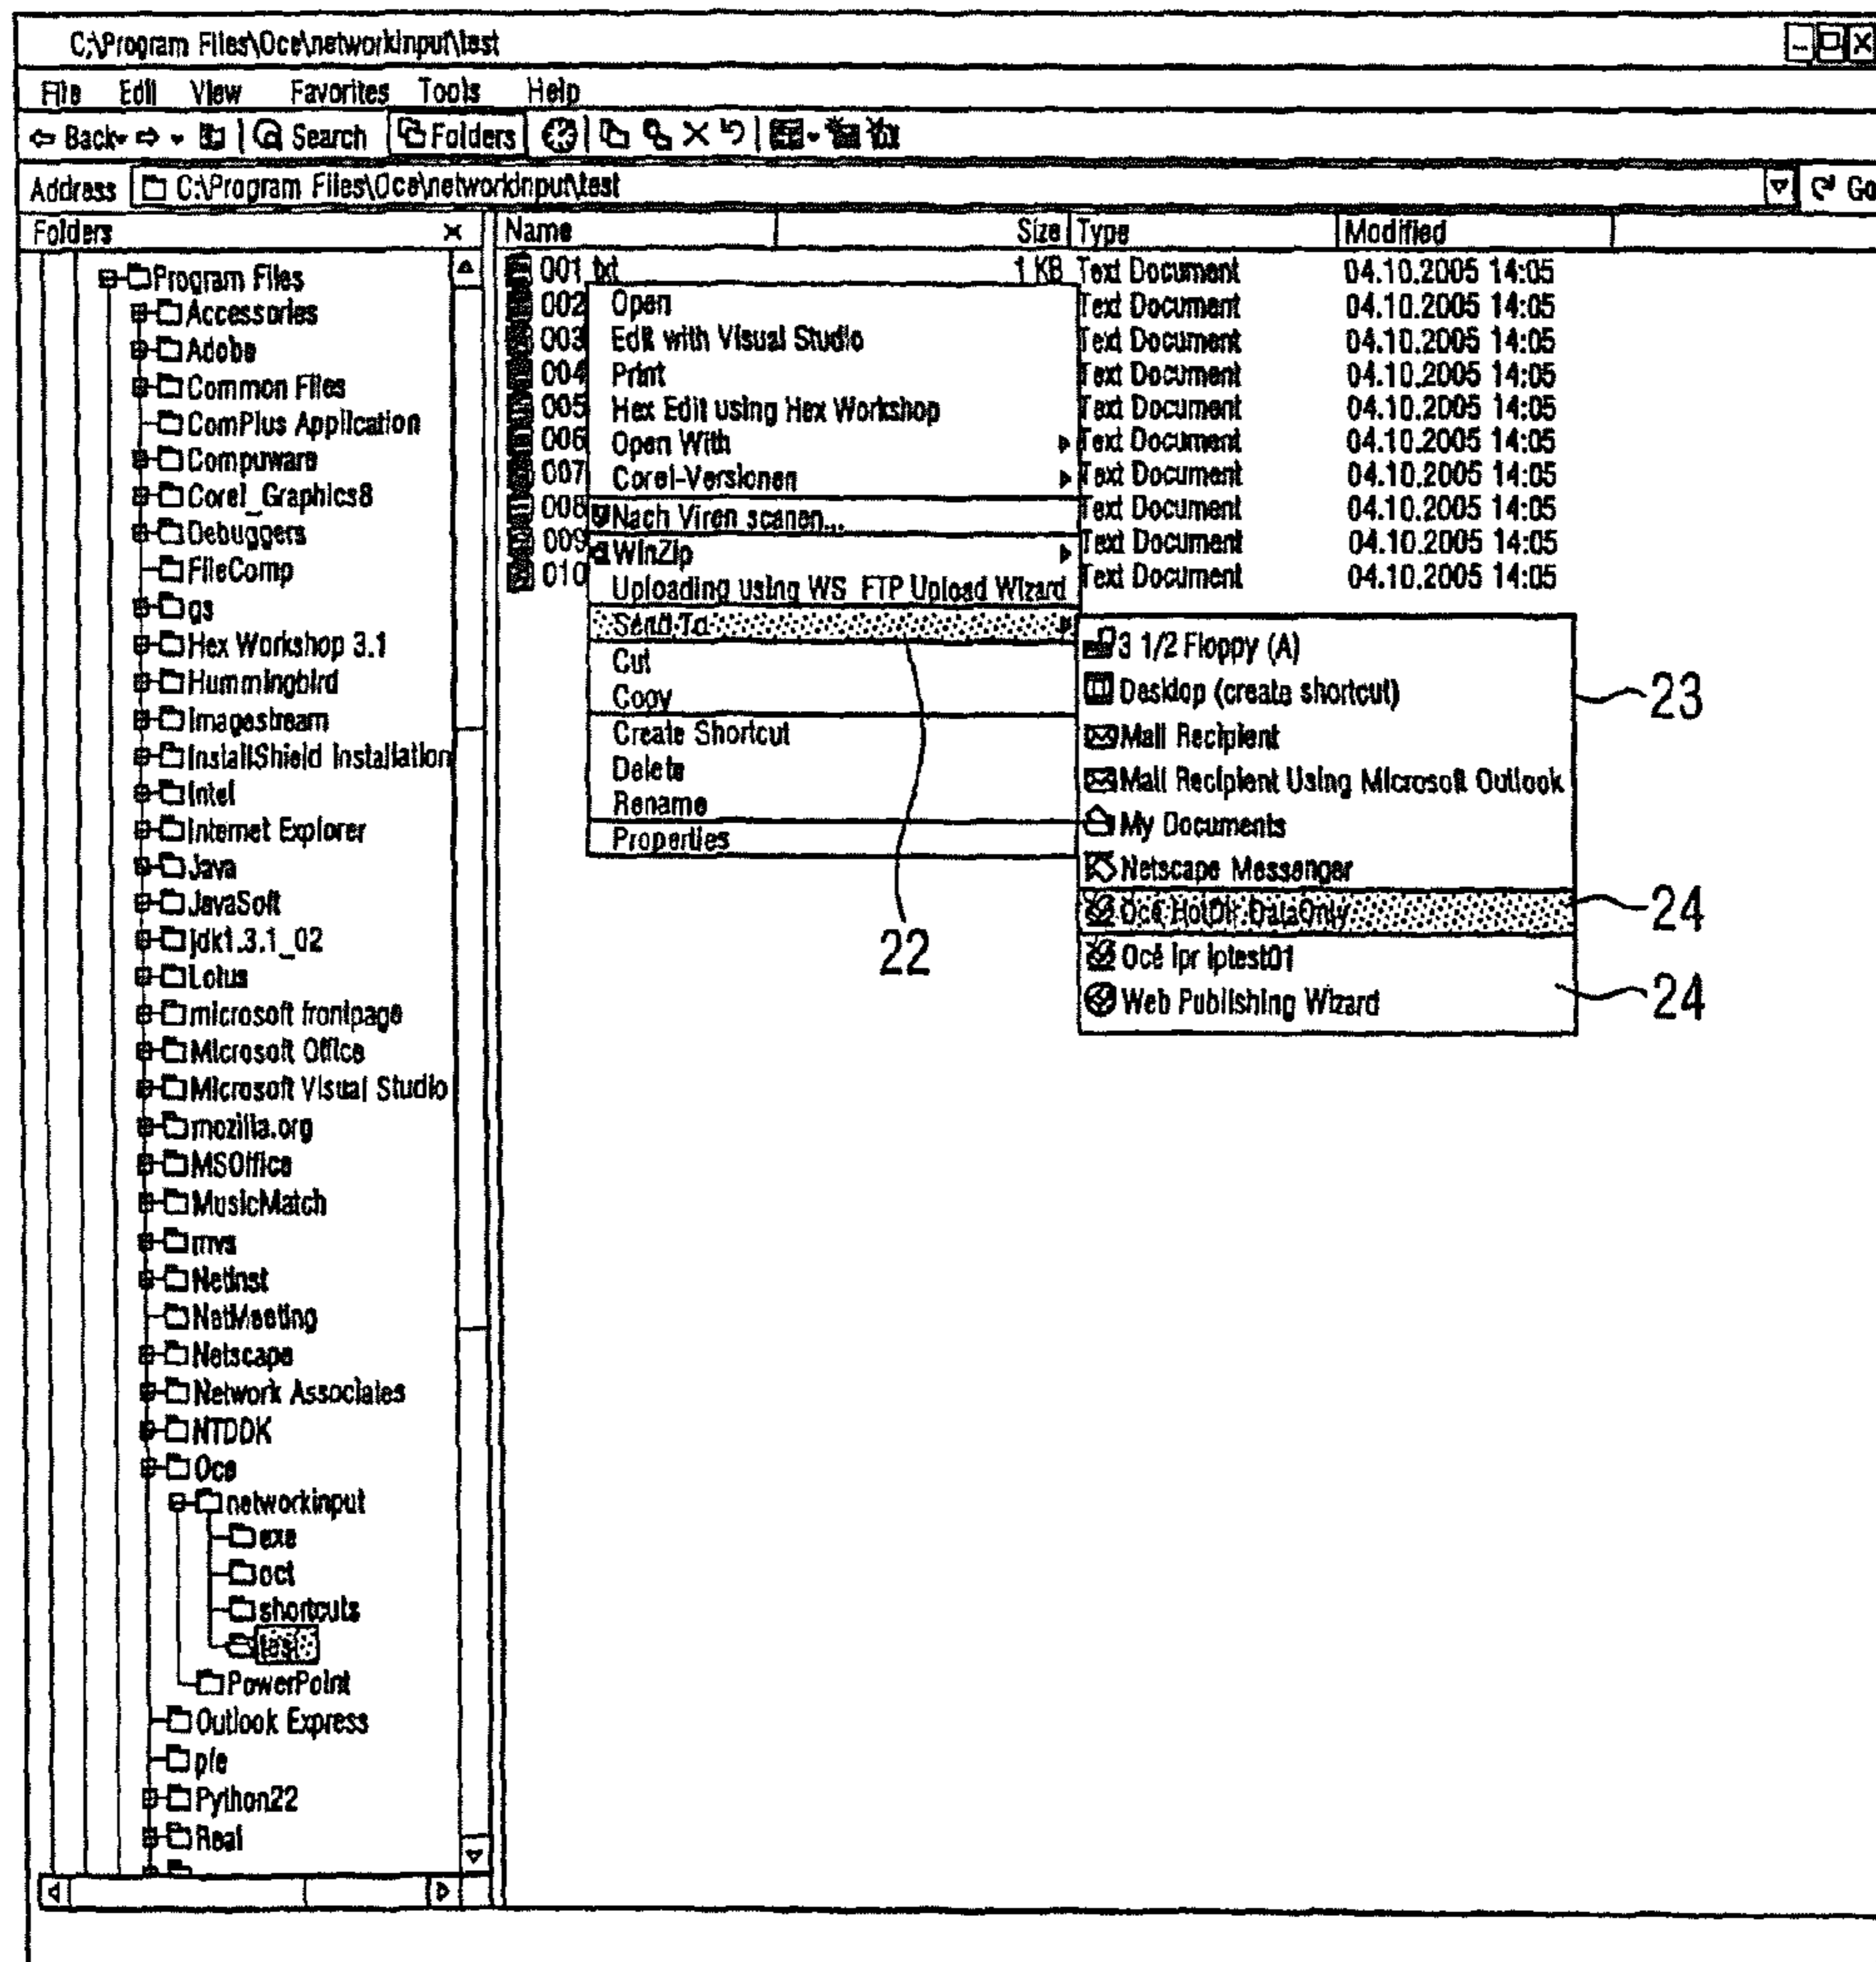 C:\Program Files\Oce\networkinput\test
File Edit View Favorites Tools Help
Back Search Folders
Address C:\Program Files\Oce\networkinput\test Go
Folders
Name Size Type Modified
Program Files
Accessories
Adobe
Common Files
ComPlus Application
Compuware
Corel_Graphics8
Debuggers
FileComp
gs
Hex Workshop 3.1
Hummingbird
Imagestream
InstallShield Installation
Intel
Internet Explorer
Java
JavaSoft
jdk1.3.1_02
Lotus
microsoft frontpage
Microsoft Office
Microsoft Visual Studio
mozilla.org
MSOffice
MusicMatch
mvs
NetInst
NetMeeting
Netscape
Network Associates
NTDDK
Oce
networkinput
exe
oct
shortcuts
test
PowerPoint
Outlook Express
pfe
Python22
Real
001 txt 1 KB Text Document 04.10.2005 14:05
002 Text Document 04.10.2005 14:05
003 Text Document 04.10.2005 14:05
004 Text Document 04.10.2005 14:05
005 Text Document 04.10.2005 14:05
006 Text Document 04.10.2005 14:05
007 Text Document 04.10.2005 14:05
008 Text Document 04.10.2005 14:05
009 Text Document 04.10.2005 14:05
010 Text Document 04.10.2005 14:05
Open
Edit with Visual Studio
Print
Hex Edit using Hex Workshop
Open With
Corel-Versionen
Nach Viren scanen...
WinZip
Uploading using WS_FTP Upload Wizard
Send To
Cut
Copy
Create Shortcut
Delete
Rename
Properties
22
3 1/2 Floppy (A)
Desktop (create shortcut)
Mail Recipient
Mail Recipient Using Microsoft Outlook
My Documents
Netscape Messenger
Océ HotDir DataOnly
Océ lpr lptest01
Web Publishing Wizard
23
24
24